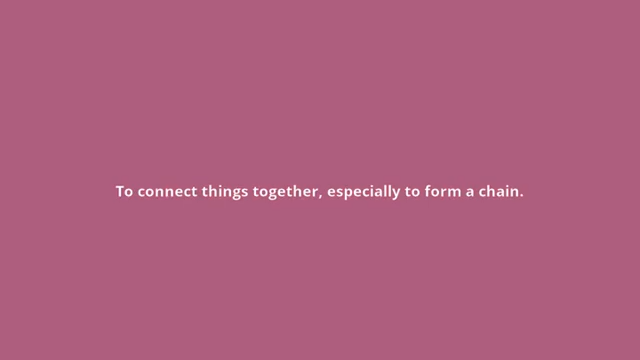 To connect things together, especially to form a chain.